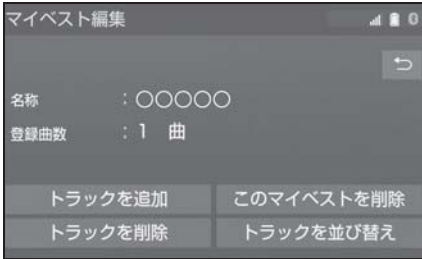 マイベスト編集
名称 : ○○○○○
登録曲数 : 1 曲
トラックを追加 このマイベストを削除
トラックを削除 トラックを並び替え